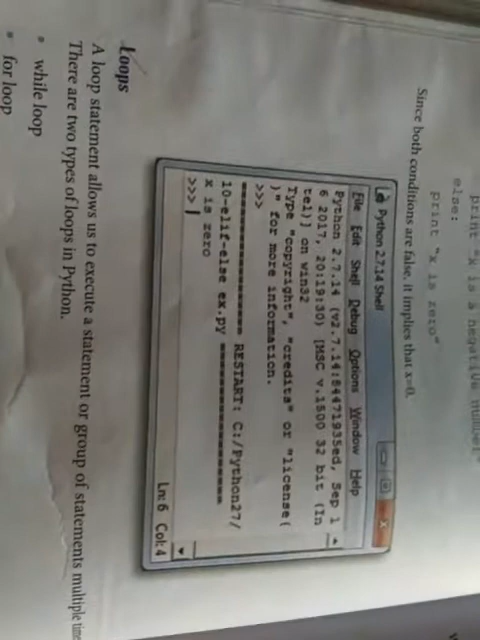 print "x is a negative number"
else:
print "x is zero"
Since both conditions are false, it implies that x=0.
Python 2.7.14 Shell
File Edit Shell Debug Options Window Help
Python 2.7.14 (v2.7.14:84471935ed, Sep 1
6 2017, 20:19:30) [MSC v.1500 32 bit (In
tel)] on win32
Type "copyright", "credits" or "license(
)" for more information.
>>>
==================== RESTART: C:/Python27/
10-elif-else ex.py ====================
x is zero
>>>
Ln: 6 Col: 4
Loops
A loop statement allows us to execute a statement or group of statements multiple
There are two types of loops in Python.
• while loop
• for loop